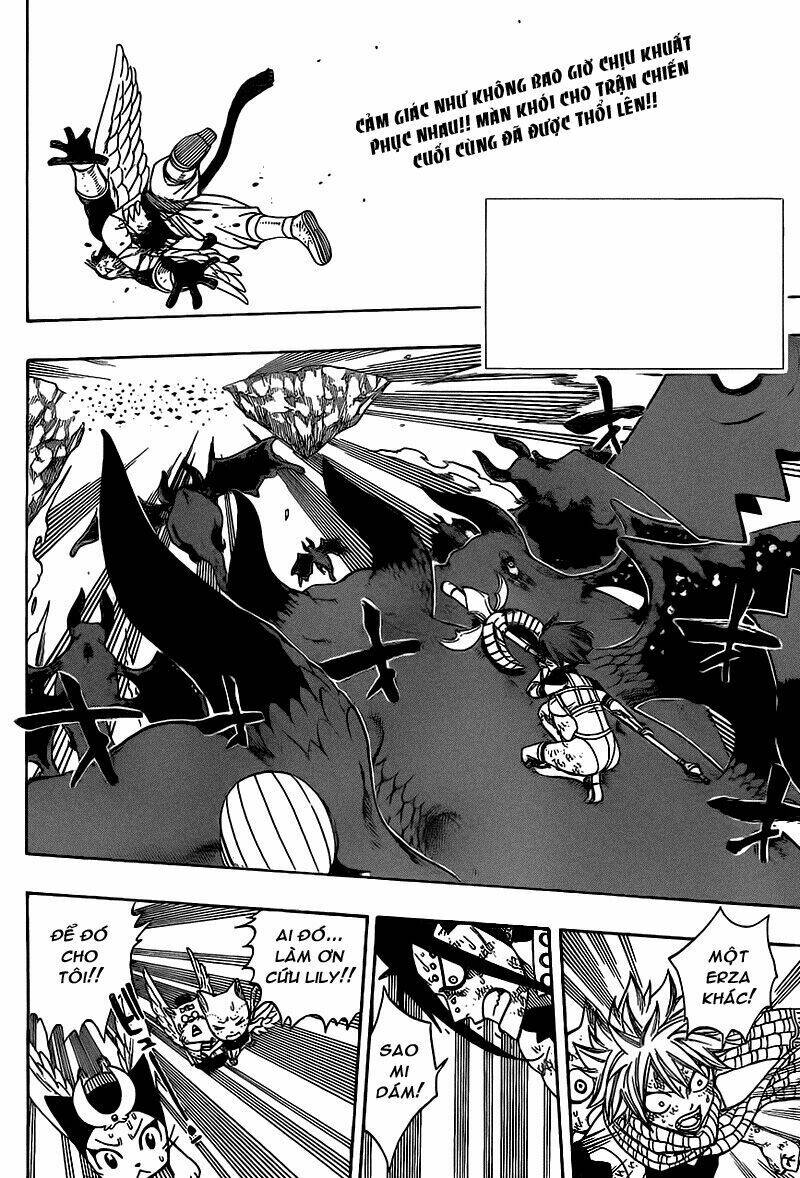 CẢM GIÁC NHƯ KHÔNG BAO GIỜ CHỊU KHUẤT
PHỤC NHAU!! MÀN KHÓI CHO TRẬN CHIẾN
CUỐI CÙNG ĐÃ ĐƯỢC THỔI LÊN!!
ĐỂ ĐÓ
CHO
TÔI!!
AI ĐÓ...
LÀM ƠN
CỨU LILY!!
SAO
MI
DÁM!
MỘT
ERZA
KHÁC!